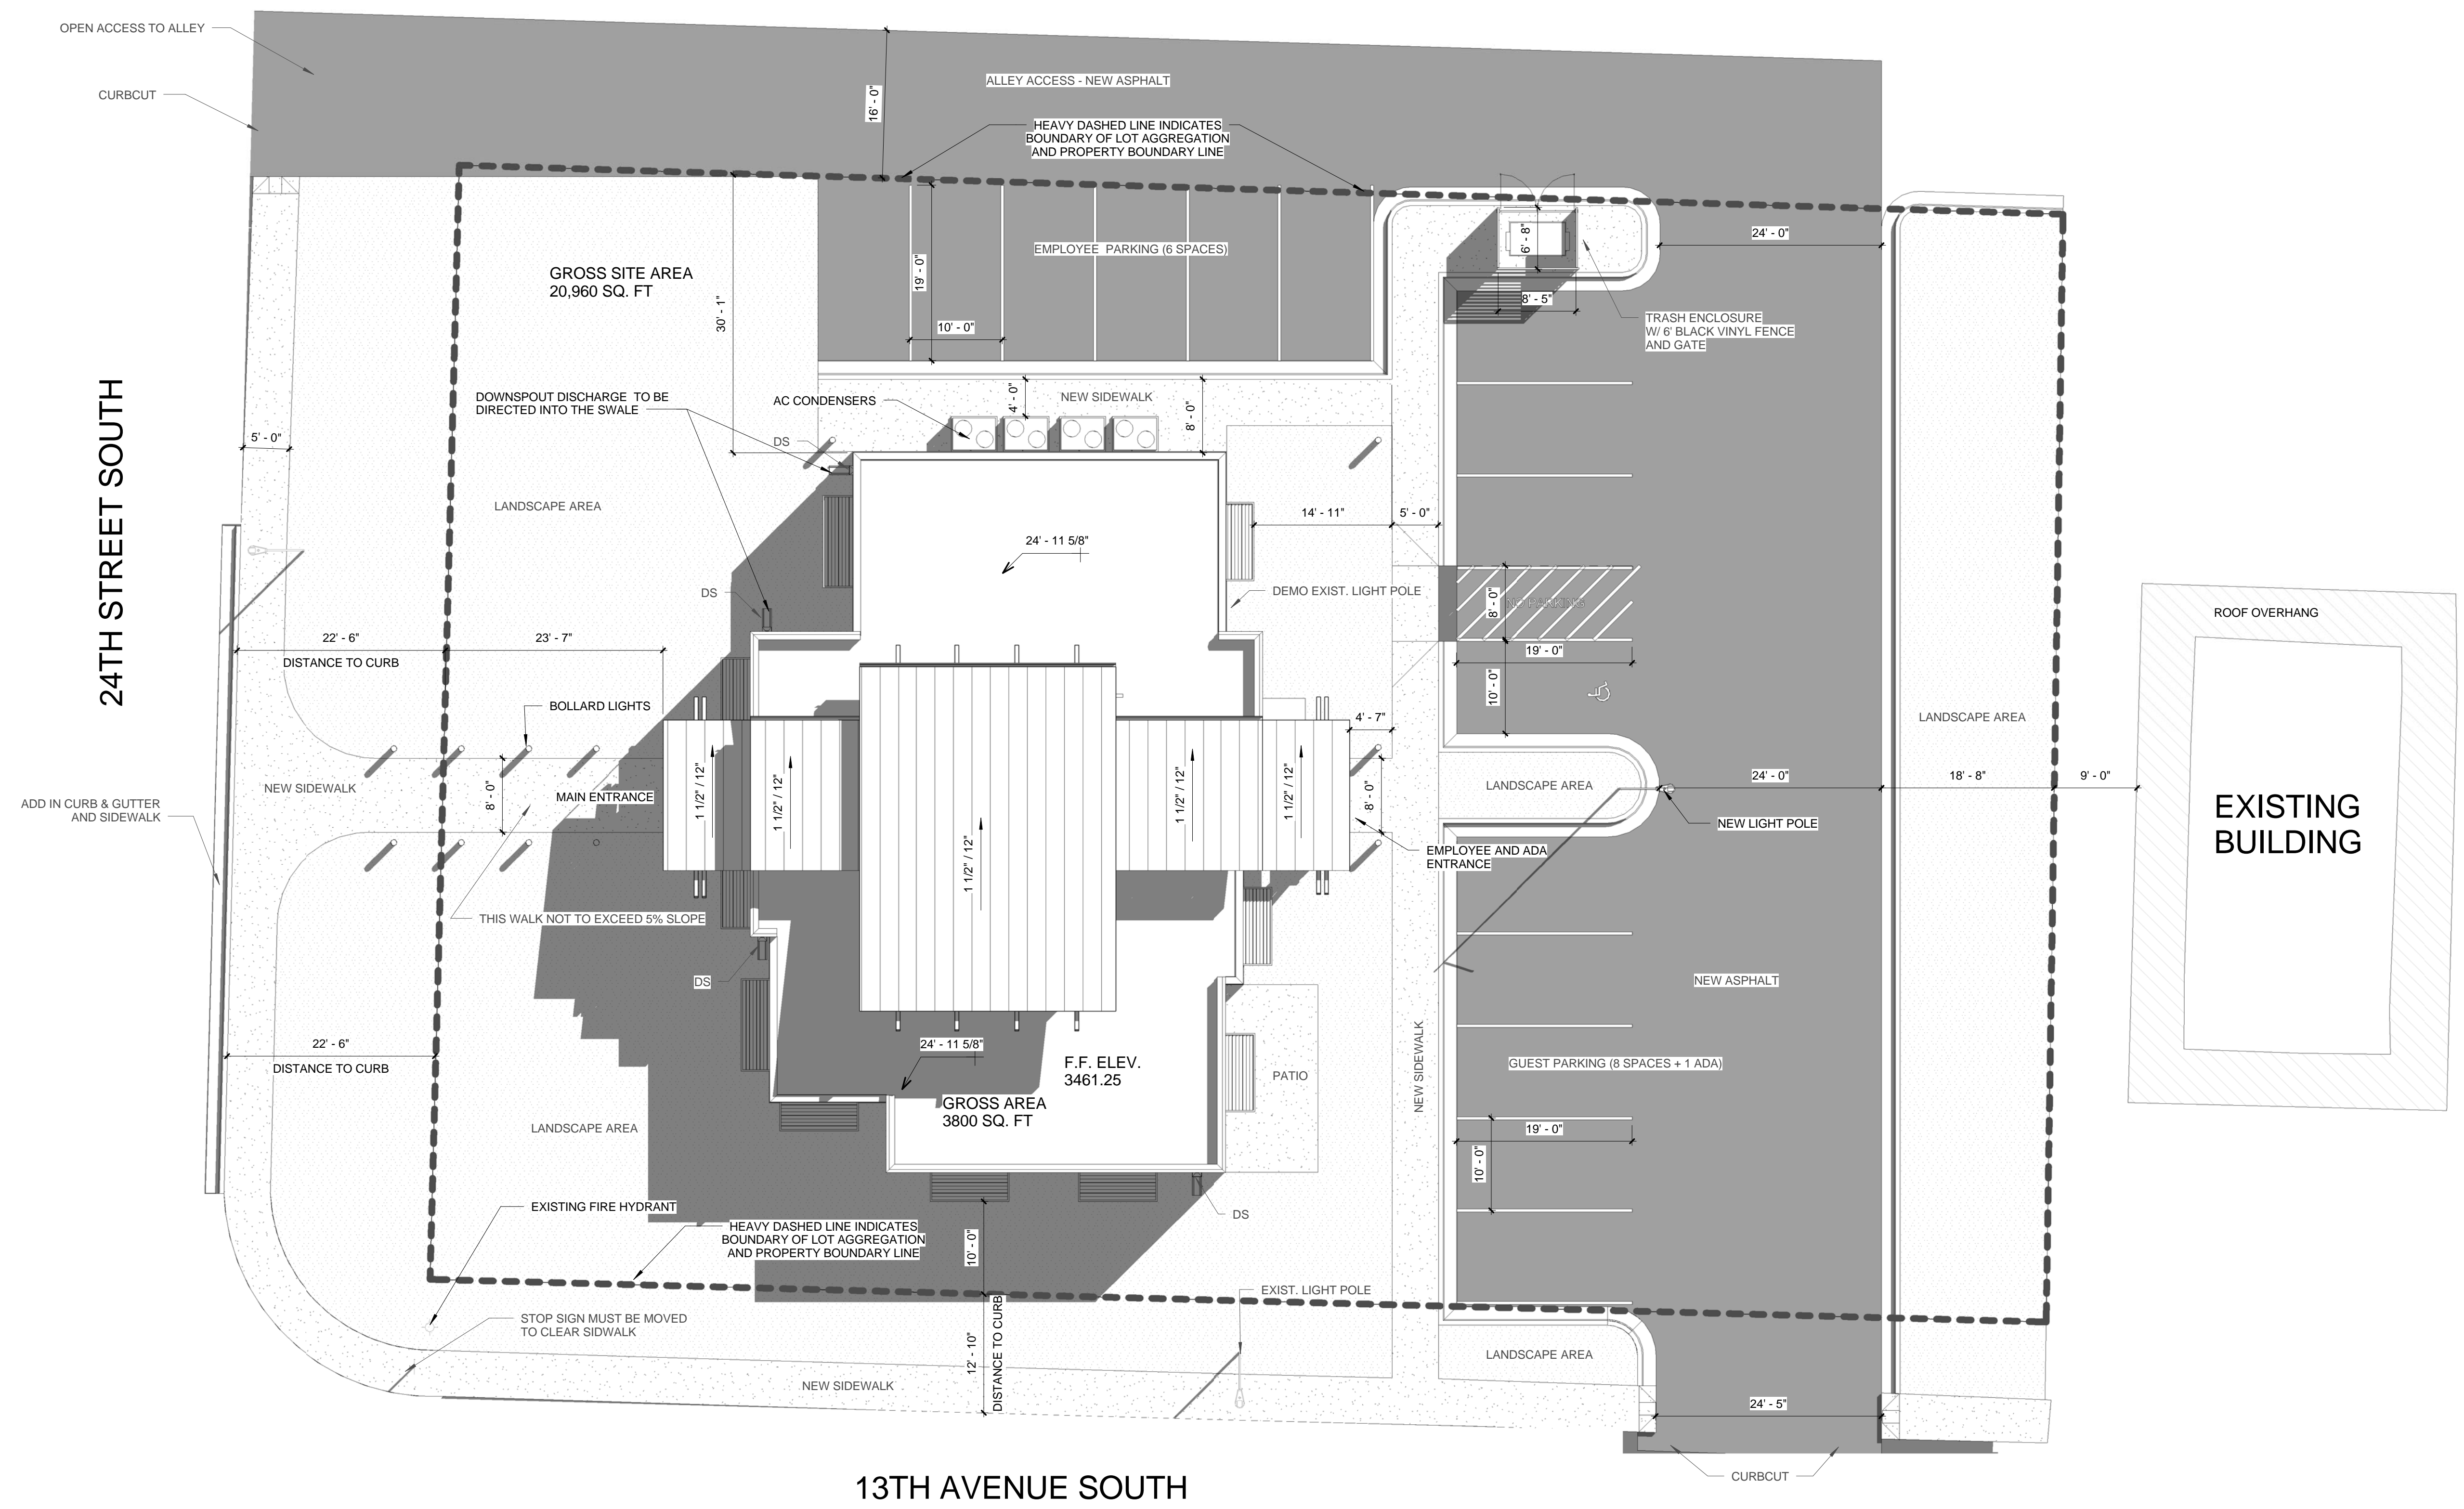 OPEN ACCESS TO ALLEY
CURBCUT
ALLEY ACCESS - NEW ASPHALT
16' - 0"
HEAVY DASHED LINE INDICATES
BOUNDARY OF LOT AGGREGATION
AND PROPERTY BOUNDARY LINE
24' - 0"
6' - 8"
8' - 5"
EMPLOYEE  PARKING (6 SPACES)
19' - 0"
10' - 0"
30' - 1"
GROSS SITE AREA
20,960 SQ. FT
TRASH ENCLOSURE
W/ 6' BLACK VINYL FENCE
AND GATE
DOWNSPOUT DISCHARGE  TO BE
DIRECTED INTO THE SWALE
AC CONDENSERS
4' - 0"
NEW SIDEWALK
8' - 0"
DS
5' - 0"
24TH STREET SOUTH
LANDSCAPE AREA
14' - 11"
5' - 0"
24' - 11 5/8"
DS
DEMO EXIST. LIGHT POLE
8' - 0"
NO PARKING
19' - 0"
10' - 0"
ROOF OVERHANG
22' - 6"
DISTANCE TO CURB
23' - 7"
BOLLARD LIGHTS
4' - 7"
LANDSCAPE AREA
NEW SIDEWALK
8' - 0"
MAIN ENTRANCE
1 1/2" / 12"
1 1/2" / 12"
1 1/2" / 12"
1 1/2" / 12"
1 1/2" / 12"
8' - 0"
LANDSCAPE AREA
24' - 0"
18' - 8"
9' - 0"
EXISTING
BUILDING
ADD IN CURB & GUTTER
AND SIDEWALK
NEW LIGHT POLE
EMPLOYEE AND ADA
ENTRANCE
THIS WALK NOT TO EXCEED 5% SLOPE
DS
NEW ASPHALT
22' - 6"
DISTANCE TO CURB
24' - 11 5/8"
F.F. ELEV.
3461.25
GROSS AREA
3800 SQ. FT
PATIO
NEW SIDEWALK
GUEST PARKING (8 SPACES + 1 ADA)
19' - 0"
10' - 0"
LANDSCAPE AREA
EXISTING FIRE HYDRANT
DS
HEAVY DASHED LINE INDICATES
BOUNDARY OF LOT AGGREGATION
AND PROPERTY BOUNDARY LINE
10' - 0"
EXIST. LIGHT POLE
STOP SIGN MUST BE MOVED
TO CLEAR SIDWALK
12' - 10"
DISTANCE TO CURB
LANDSCAPE AREA
NEW SIDEWALK
24' - 5"
CURBCUT
13TH AVENUE SOUTH